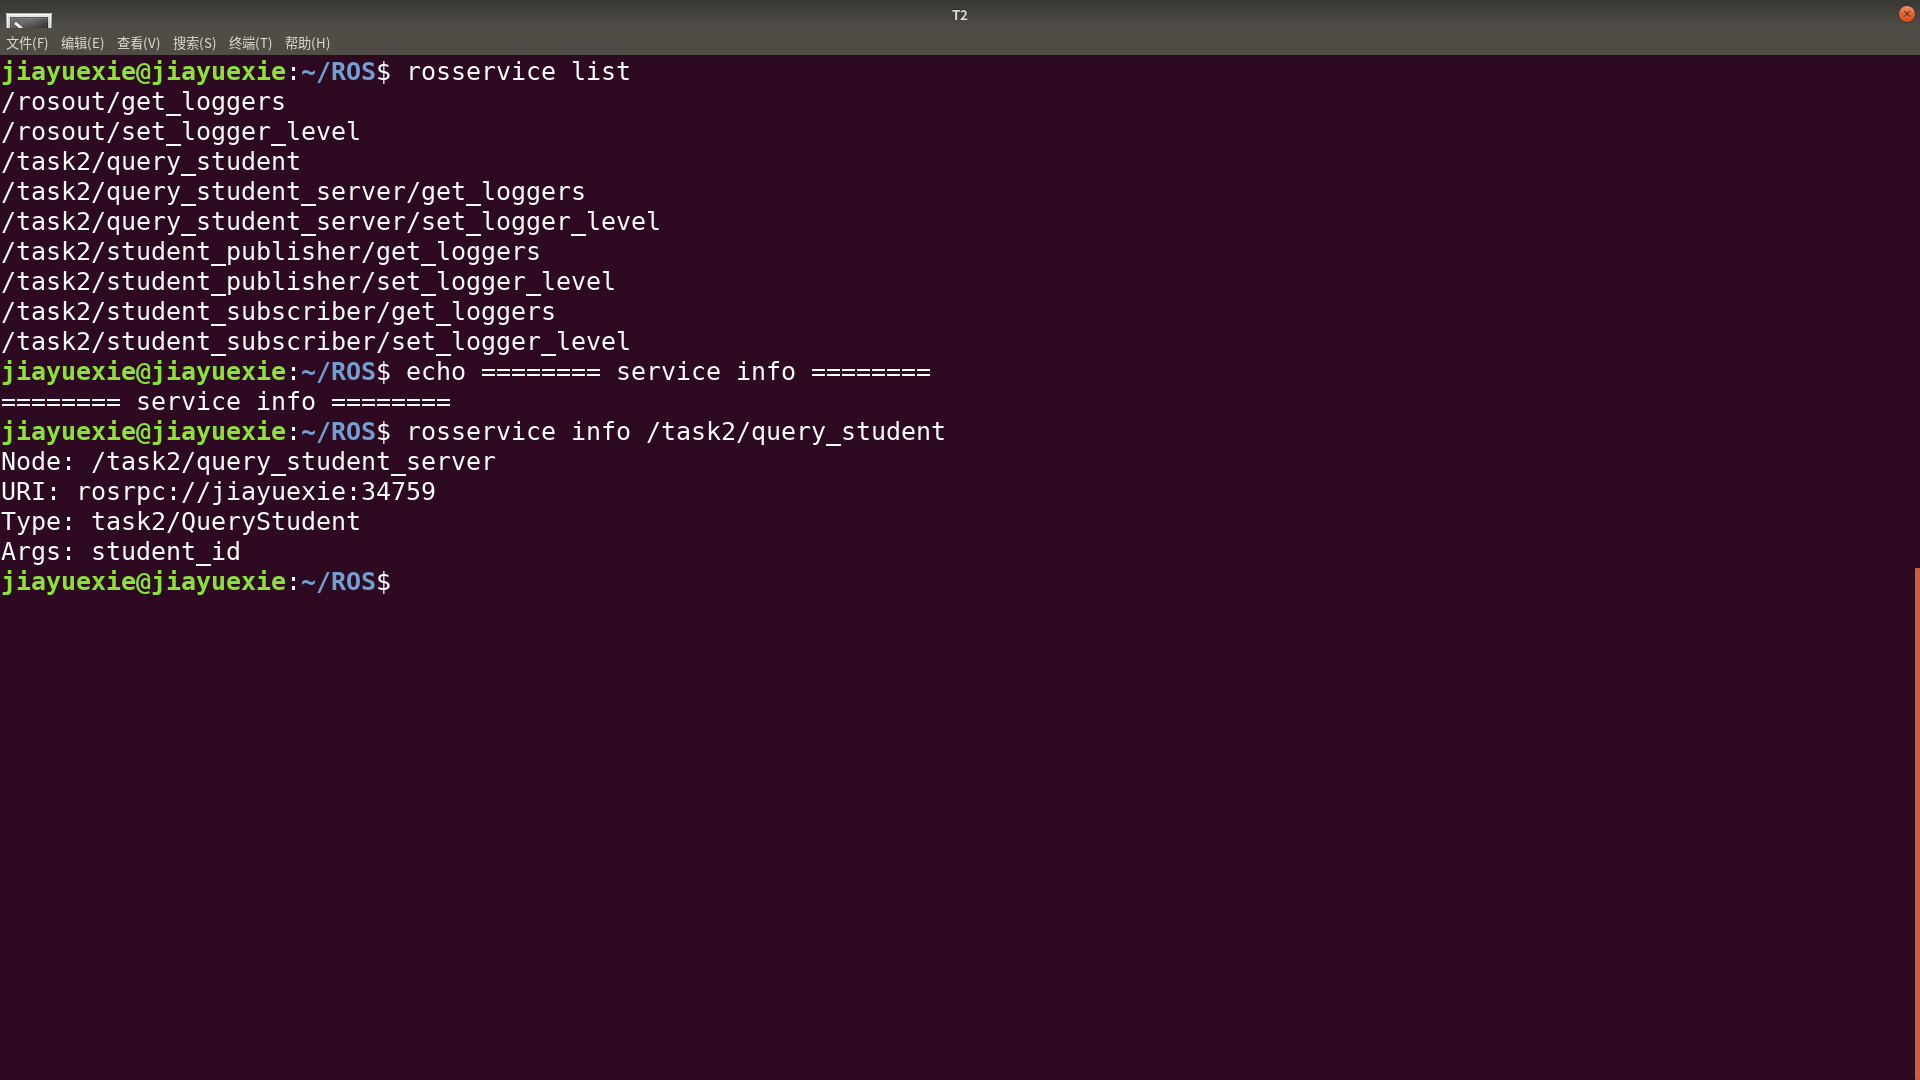 T2
文件(F) 编辑(E) 查看(V) 搜索(S) 终端(T) 帮助(H)
jiayuexie@jiayuexie:~/ROS$ rosservice list
/rosout/get_loggers
/rosout/set_logger_level
/task2/query_student
/task2/query_student_server/get_loggers
/task2/query_student_server/set_logger_level
/task2/student_publisher/get_loggers
/task2/student_publisher/set_logger_level
/task2/student_subscriber/get_loggers
/task2/student_subscriber/set_logger_level
jiayuexie@jiayuexie:~/ROS$ echo ======== service info ========
======== service info ========
jiayuexie@jiayuexie:~/ROS$ rosservice info /task2/query_student
Node: /task2/query_student_server
URI: rosrpc://jiayuexie:34759
Type: task2/QueryStudent
Args: student_id
jiayuexie@jiayuexie:~/ROS$